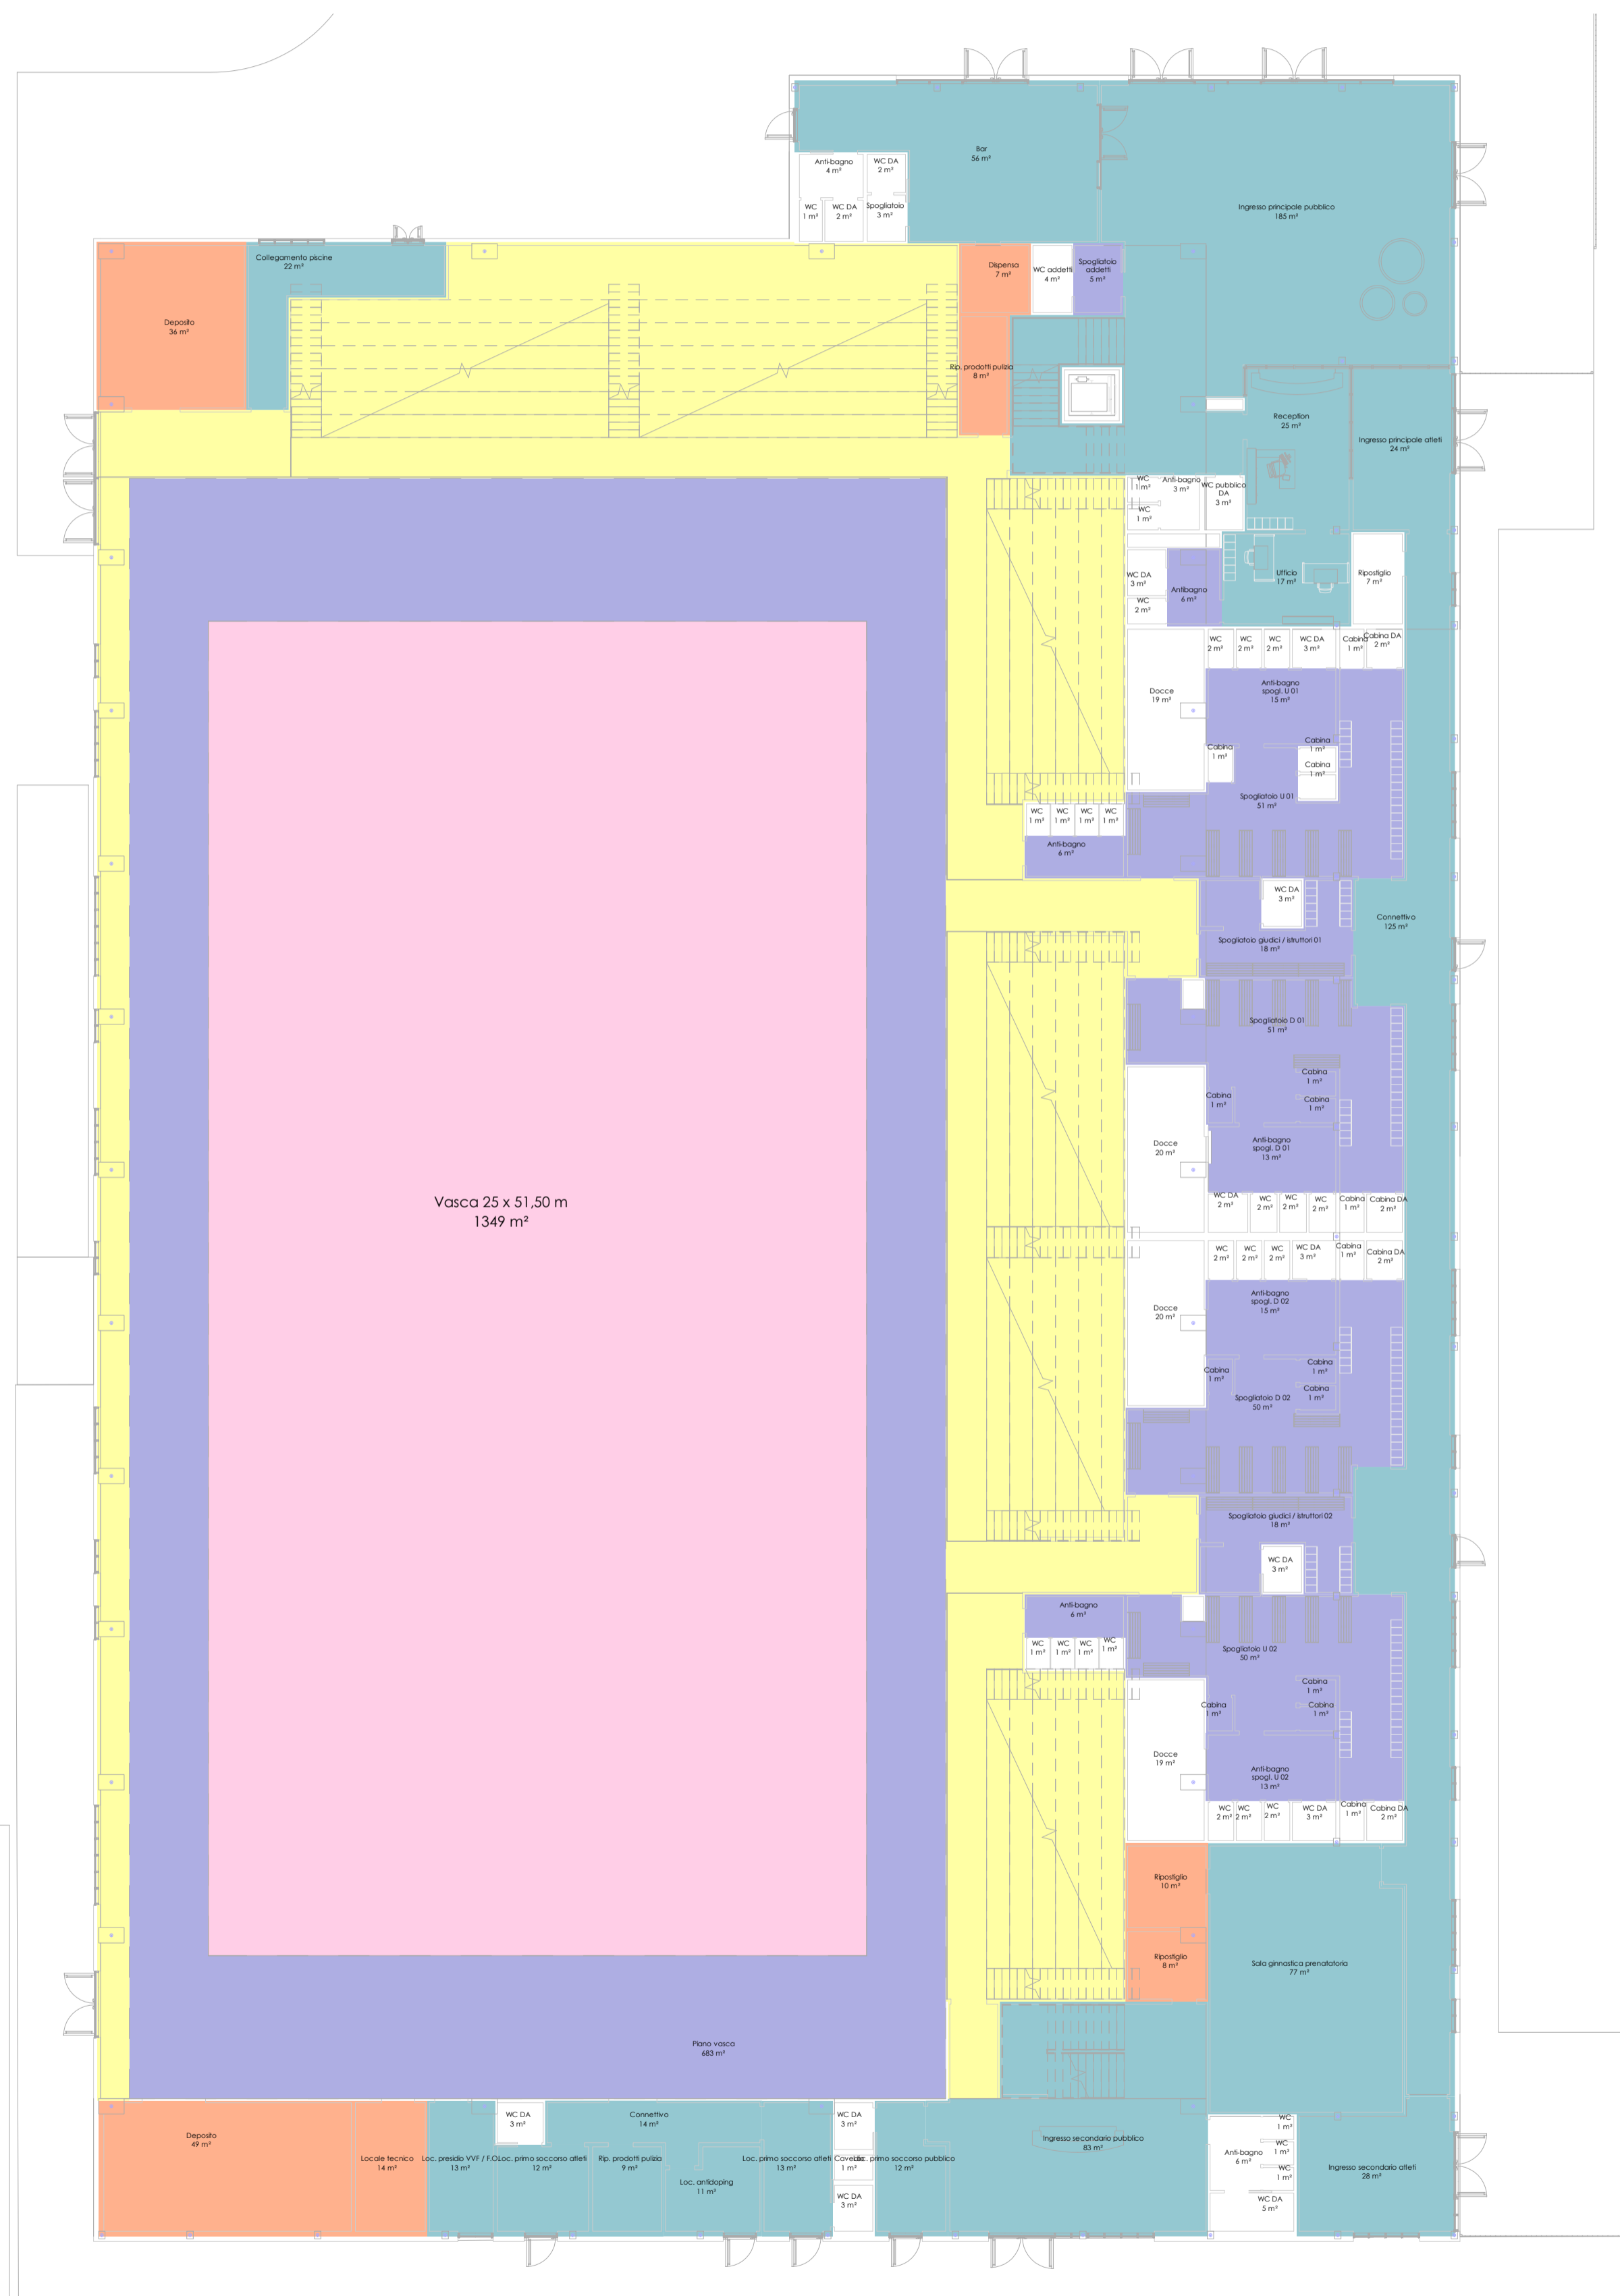 Bar
56 m²
Anti-bagno
4 m²
WC DA
2 m²
WC
1 m²
WC DA
2 m²
Spogliatoio
3 m²
Ingresso principale pubblico
185 m²
Collegamento piscine
22 m²
Deposito
36 m²
Dispensa
7 m²
WC addetti
4 m²
Spogliatoio
addetti
5 m²
Rip. prodotti pulizia
8 m²
Reception
25 m²
Ingresso principale atleti
24 m²
WC
1 m²
Anti-bagno
3 m²
WC pubblico
DA
3 m²
WC
1 m²
WC DA
3 m²
WC
2 m²
Antibagno
6 m²
Ufficio
17 m²
Ripostiglio
7 m²
WC
2 m²
WC
2 m²
WC
2 m²
WC DA
3 m²
Cabina
1 m²
Cabina DA
2 m²
Docce
19 m²
Anti-bagno
spogl. U 01
15 m²
Cabina
1 m²
Cabina
1 m²
Cabina
1 m²
Spogliatoio U 01
51 m²
WC
1 m²
WC
1 m²
WC
1 m²
WC
1 m²
Anti-bagno
6 m²
WC DA
3 m²
Spogliatoio giudici / istruttori 01
18 m²
Connettivo
125 m²
Spogliatoio D 01
51 m²
Cabina
1 m²
Cabina
1 m²
Cabina
1 m²
Docce
20 m²
Anti-bagno
spogl. D 01
13 m²
WC DA
2 m²
WC
2 m²
WC
2 m²
WC
2 m²
Cabina
1 m²
Cabina DA
2 m²
Vasca 25 x 51,50 m
1349 m²
WC
2 m²
WC
2 m²
WC
2 m²
WC DA
3 m²
Cabina
1 m²
Cabina DA
2 m²
Docce
20 m²
Anti-bagno
spogl. D 02
15 m²
Cabina
1 m²
Cabina
1 m²
Cabina
1 m²
Spogliatoio D 02
50 m²
Spogliatoio giudici / istruttori 02
18 m²
WC DA
3 m²
Anti-bagno
6 m²
WC
1 m²
WC
1 m²
WC
1 m²
WC
1 m²
Spogliatoio U 02
50 m²
Cabina
1 m²
Cabina
1 m²
Cabina
1 m²
Docce
19 m²
Anti-bagno
spogl. U 02
13 m²
WC
2 m²
WC
2 m²
WC
2 m²
WC DA
3 m²
Cabina
1 m²
Cabina DA
2 m²
Ripostiglio
10 m²
Ripostiglio
8 m²
Sala ginnastica prenatatoria
77 m²
Piano vasca
683 m²
Deposito
49 m²
Locale tecnico
14 m²
Loc. presidio VVF / F.O.
13 m²
WC DA
3 m²
Loc. primo soccorso atleti
12 m²
Connettivo
14 m²
Rip. prodotti pulizia
9 m²
Loc. antidoping
11 m²
Loc. primo soccorso atleti
13 m²
WC DA
3 m²
Cavedio
1 m²
WC DA
3 m²
Loc. primo soccorso pubblico
12 m²
Ingresso secondario pubblico
83 m²
WC
1 m²
WC
1 m²
WC
1 m²
Anti-bagno
6 m²
WC DA
5 m²
Ingresso secondario atleti
28 m²